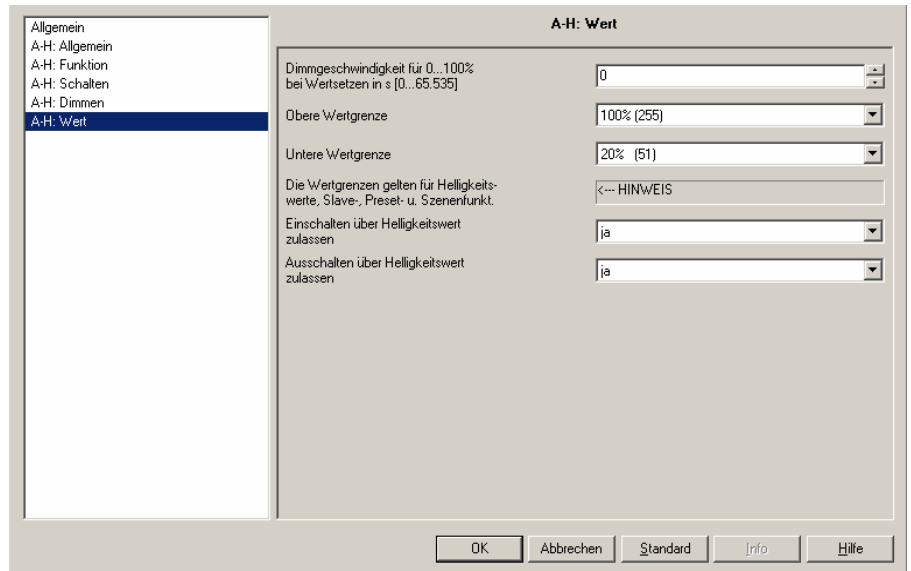 Allgemein
A-H: Allgemein
A-H: Funktion
A-H: Schalten
A-H: Dimmen
A-H: Wert
A-H: Wert
Dimmgeschwindigkeit für 0...100%
bei Wertsetzen in s [0...65.535]
0
Obere Wertgrenze
100% (255)
Untere Wertgrenze
20% (51)
Die Wertgrenzen gelten für Helligkeits-
werte, Slave-, Preset- u. Szenenfunkt.
<--- HINWEIS
Einschalten über Helligkeitswert
zulassen
ja
Ausschalten über Helligkeitswert
zulassen
ja
OK
Abbrechen
Standard
Info
Hilfe